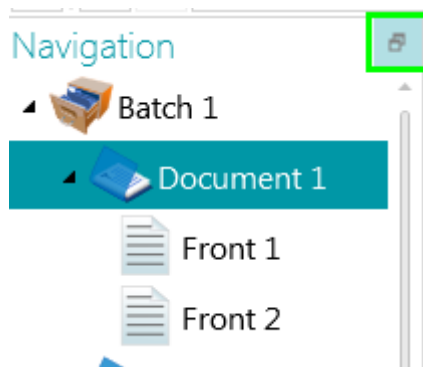 Navigation
Batch 1
Document 1
Front 1
Front 2